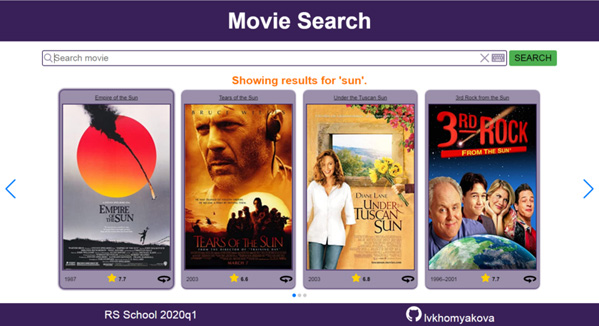 Movie Search
Search movie
SEARCH
Showing results for 'sun'.
Empire of the Sun
EMPIRE
OF THE SUN
1987
7.7
Tears of the Sun
BRUCE W
TEARS OF THE SUN
MARCH 7
2003
6.6
Under the Tuscan Sun
DIANE LANE
UNDER THE
TUSCAN
SUN
2003
6.8
3rd Rock from the Sun
3RD ROCK
FROM THE SUN
1996–2001
7.7
RS School 2020q1
lvkhomyakova